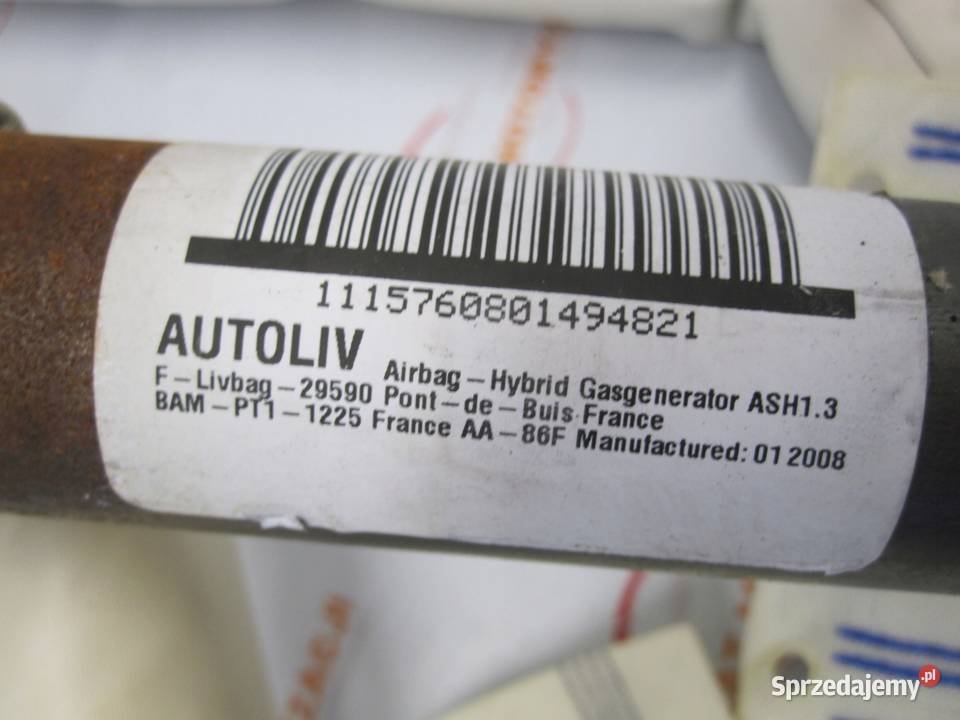 1115760801494821
AUTOLIV Airbag-Hybrid Gasgenerator ASH1.3
F-Livbag-29590 Pont-de-Buis France
BAM-PT1-1225 France AA-86F Manufactured: 01 2008
Sprzedajemy.pl